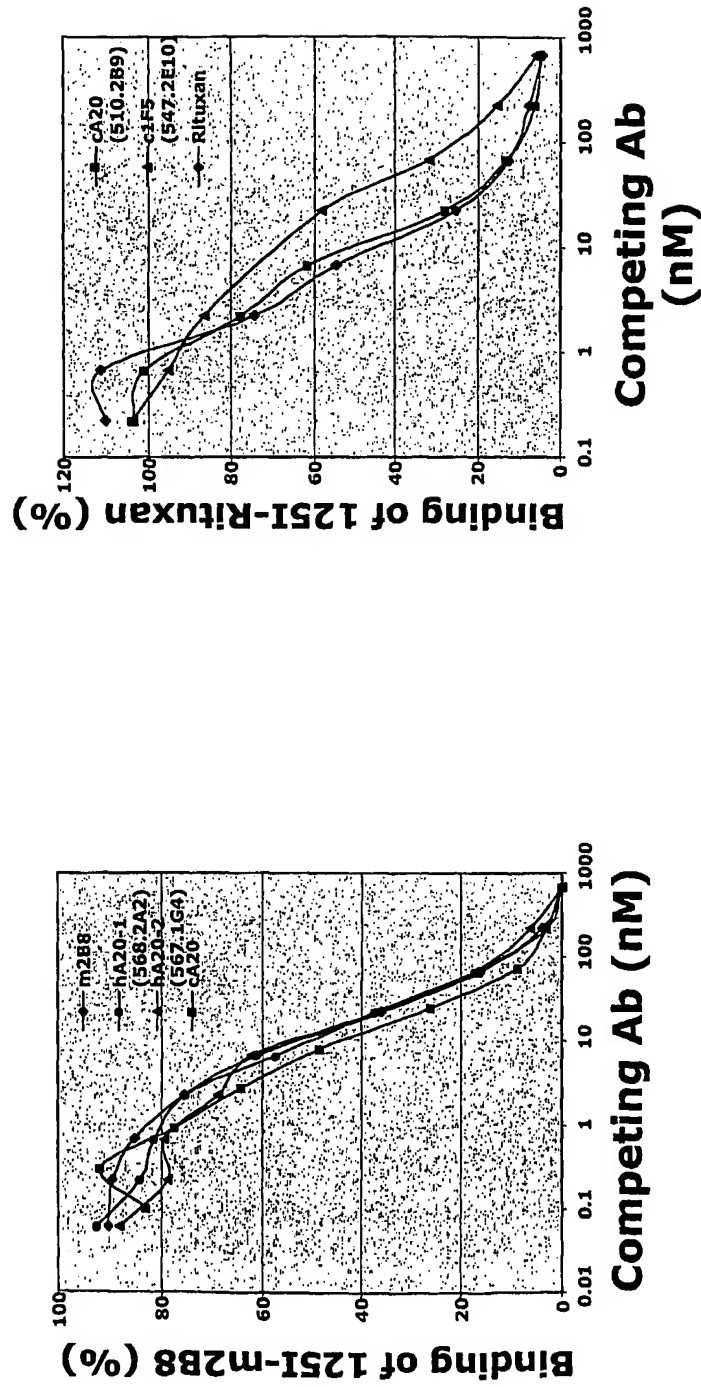 Binding of 125I-m2B8 (%)
100
80
60
40
20
0
m2B8
hA20-1
(568.2A2)
hA20-2
(567.1G4)
cA20
0.01
0.1
1
10
100
1000
Competing Ab (nM)
Binding of 125I-Rituxan (%)
120
100
80
60
40
20
0
cA20
(510.2B9)
c1F5
(547.2E10)
Rituxan
0.1
1
10
100
1000
Competing Ab
(nM)